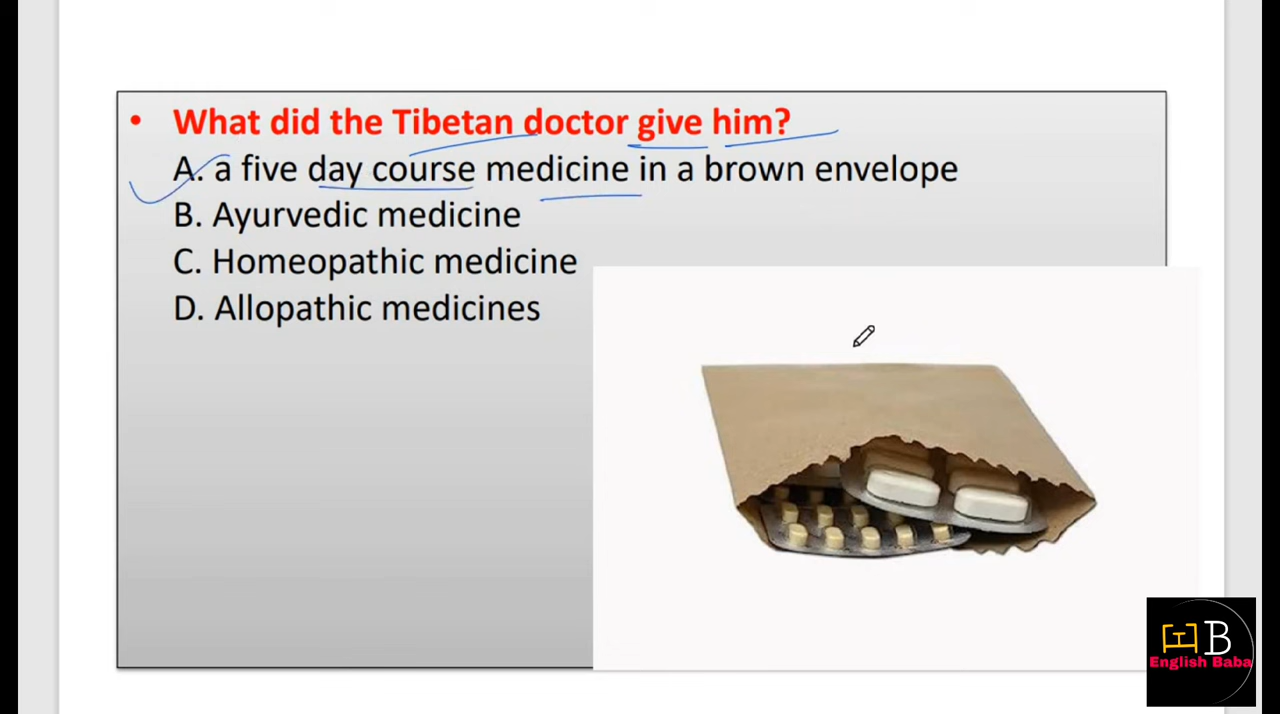 • What did the Tibetan doctor give him?
A. a five day course medicine in a brown envelope
B. Ayurvedic medicine
C. Homeopathic medicine
D. Allopathic medicines
EB
English Baba